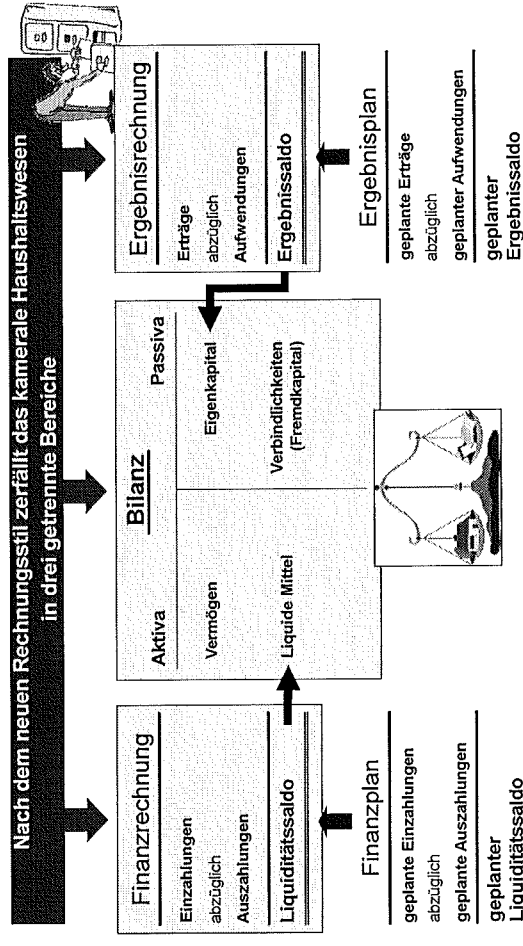 Nach dem neuen Rechnungsstil zerfällt das kamerale Haushaltswesen
in drei getrennte Bereiche
Finanzrechnung
Einzahlungen
abzüglich
Auszahlungen
Liquiditätssaldo
Finanzplan
geplante Einzahlungen
abzüglich
geplante Auszahlungen
geplanter
Liquiditätssaldo
Bilanz
Aktiva
Passiva
Vermögen
Eigenkapital
Liquide Mittel
Verbindlichkeiten
(Fremdkapital)
Ergebnisrechnung
Erträge
abzüglich
Aufwendungen
Ergebnissaldo
Ergebnisplan
geplante Erträge
abzüglich
geplanter Aufwendungen
geplanter
Ergebnissaldo